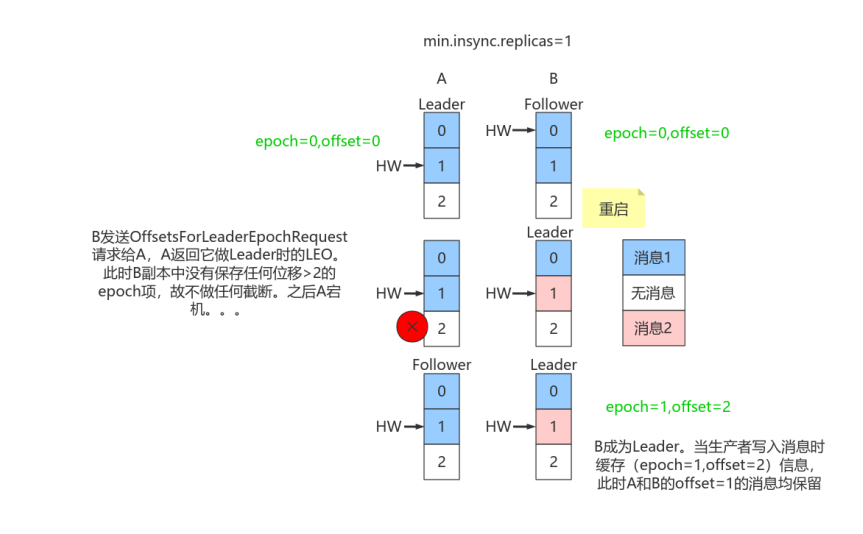 min.insync.replicas=1
A
B
Leader
Follower
epoch=0,offset=0
HW
0
1
2
HW
0
1
2
epoch=0,offset=0
重启
B发送OffsetsForLeaderEpochRequest
请求给A，A返回它做Leader时的LEO。
此时B副本中没有保存任何位移>2的
epoch项，故不做任何截断。之后A宕
机。。。
HW
0
1
2
Leader
HW
0
1
2
消息1
无消息
消息2
Follower
HW
0
1
2
Leader
HW
0
1
2
epoch=1,offset=2
B成为Leader。当生产者写入消息时
缓存（epoch=1,offset=2）信息，
此时A和B的offset=1的消息均保留